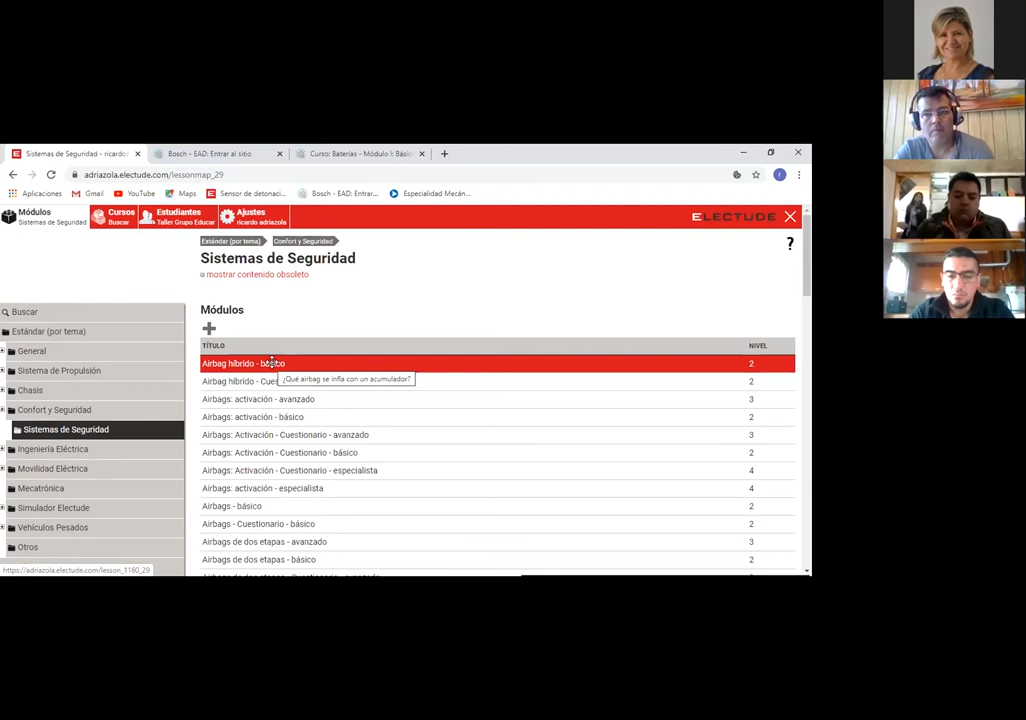 Sistemas de Seguridad - ricardo
Bosch - EAD: Entrar al sitio
Curso: Baterías - Módulo I: Básic
adriazola.electude.com/lessonmap_29
Aplicaciones
Gmail
YouTube
Maps
Sensor de detonaci...
Bosch - EAD: Entrar...
Especialidad Mecán...
Módulos
Sistemas de Seguridad
Cursos
Buscar
Estudiantes
Taller Grupo Educar
Ajustes
ricardo adriazola
ELECTUDE
Estándar (por tema)
Confort y Seguridad
?
Sistemas de Seguridad
mostrar contenido obsoleto
Buscar
Estándar (por tema)
General
Sistema de Propulsión
Chasis
Confort y Seguridad
Sistemas de Seguridad
Ingeniería Eléctrica
Movilidad Eléctrica
Mecatrónica
Simulador Electude
Vehículos Pesados
Otros
Módulos
TÍTULO NIVEL
Airbag híbrido - básico 2
¿Qué airbag se infla con un acumulador?
Airbag híbrido - Cues 2
Airbags: activación - avanzado 3
Airbags: activación - básico 2
Airbags: Activación - Cuestionario - avanzado 3
Airbags: Activación - Cuestionario - básico 2
Airbags: Activación - Cuestionario - especialista 4
Airbags: activación - especialista 4
Airbags - básico 2
Airbags - Cuestionario - básico 2
Airbags de dos etapas - avanzado 3
Airbags de dos etapas - básico 2
https://adriazola.electude.com/lesson_1160_29